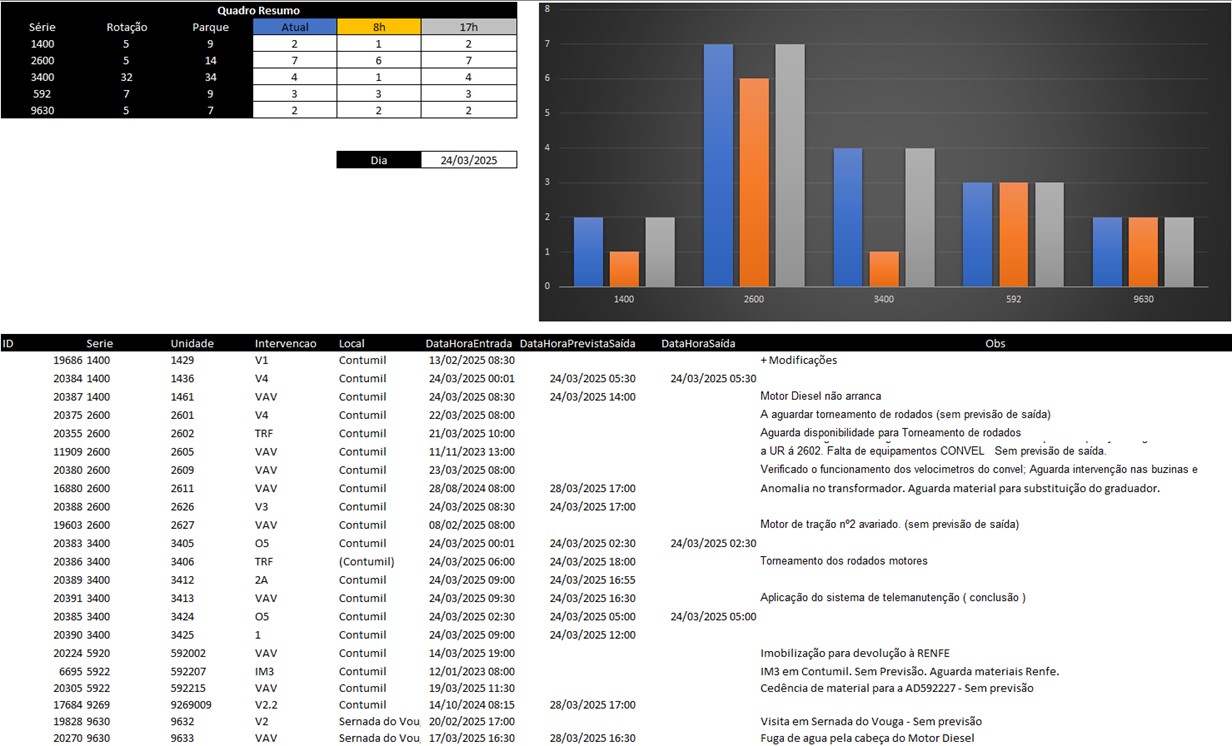 Quadro Resumo
Série Rotação Parque Atual 8h 17h
1400 5 9 2 1 2
2600 5 14 7 6 7
3400 32 34 4 1 4
592 7 9 3 3 3
9630 5 7 2 2 2
Dia 24/03/2025
8
7
6
5
4
3
2
1
0
1400 2600 3400 592 9630
ID Serie Unidade Intervencao Local DataHoraEntrada DataHoraPrevistaSaída DataHoraSaída Obs
19686 1400 1429 V1 Contumil 13/02/2025 08:30 + Modificações
20384 1400 1436 V4 Contumil 24/03/2025 00:01 24/03/2025 05:30 24/03/2025 05:30
20387 1400 1461 VAV Contumil 24/03/2025 08:30 24/03/2025 14:00 Motor Diesel não arranca
20375 2600 2601 V4 Contumil 22/03/2025 08:00 A aguardar torneamento de rodados (sem previsão de saída)
20355 2600 2602 TRF Contumil 21/03/2025 10:00 Aguarda disponibilidade para Torneamento de rodados
11909 2600 2605 VAV Contumil 11/11/2023 13:00 a UR á 2602. Falta de equipamentos CONVEL Sem previsão de saída.
20380 2600 2609 VAV Contumil 23/03/2025 08:00 Verificado o funcionamento dos velocimetros do convel; Aguarda intervenção nas buzinas e
16880 2600 2611 VAV Contumil 28/08/2024 08:00 28/03/2025 17:00 Anomalia no transformador. Aguarda material para substituição do graduador.
20388 2600 2626 V3 Contumil 24/03/2025 08:30 24/03/2025 17:00
19603 2600 2627 VAV Contumil 08/02/2025 08:00 Motor de tração nº2 avariado. (sem previsão de saída)
20383 3400 3405 O5 Contumil 24/03/2025 00:01 24/03/2025 02:30 24/03/2025 02:30
20386 3400 3406 TRF (Contumil) 24/03/2025 06:00 24/03/2025 18:00 Torneamento dos rodados motores
20389 3400 3412 2A Contumil 24/03/2025 09:00 24/03/2025 16:55
20391 3400 3413 VAV Contumil 24/03/2025 09:30 24/03/2025 16:30 Aplicação do sistema de telemanutenção ( conclusão )
20385 3400 3424 O5 Contumil 24/03/2025 02:30 24/03/2025 05:00 24/03/2025 05:00
20390 3400 3425 1 Contumil 24/03/2025 09:00 24/03/2025 12:00
20224 5920 592002 VAV Contumil 14/03/2025 19:00 Imobilização para devolução à RENFE
6695 5922 592207 IM3 Contumil 12/01/2023 08:00 IM3 em Contumil. Sem Previsão. Aguarda materiais Renfe.
20305 5922 592215 VAV Contumil 19/03/2025 11:30 Cedência de material para a AD592227 - Sem previsão
17684 9269 9269009 V2.2 Contumil 14/10/2024 08:15 28/03/2025 17:00
19828 9630 9632 V2 Sernada do Vou 20/02/2025 17:00 Visita em Sernada do Vouga - Sem previsão
20270 9630 9633 VAV Sernada do Vou 17/03/2025 16:30 28/03/2025 16:30 Fuga de agua pela cabeça do Motor Diesel